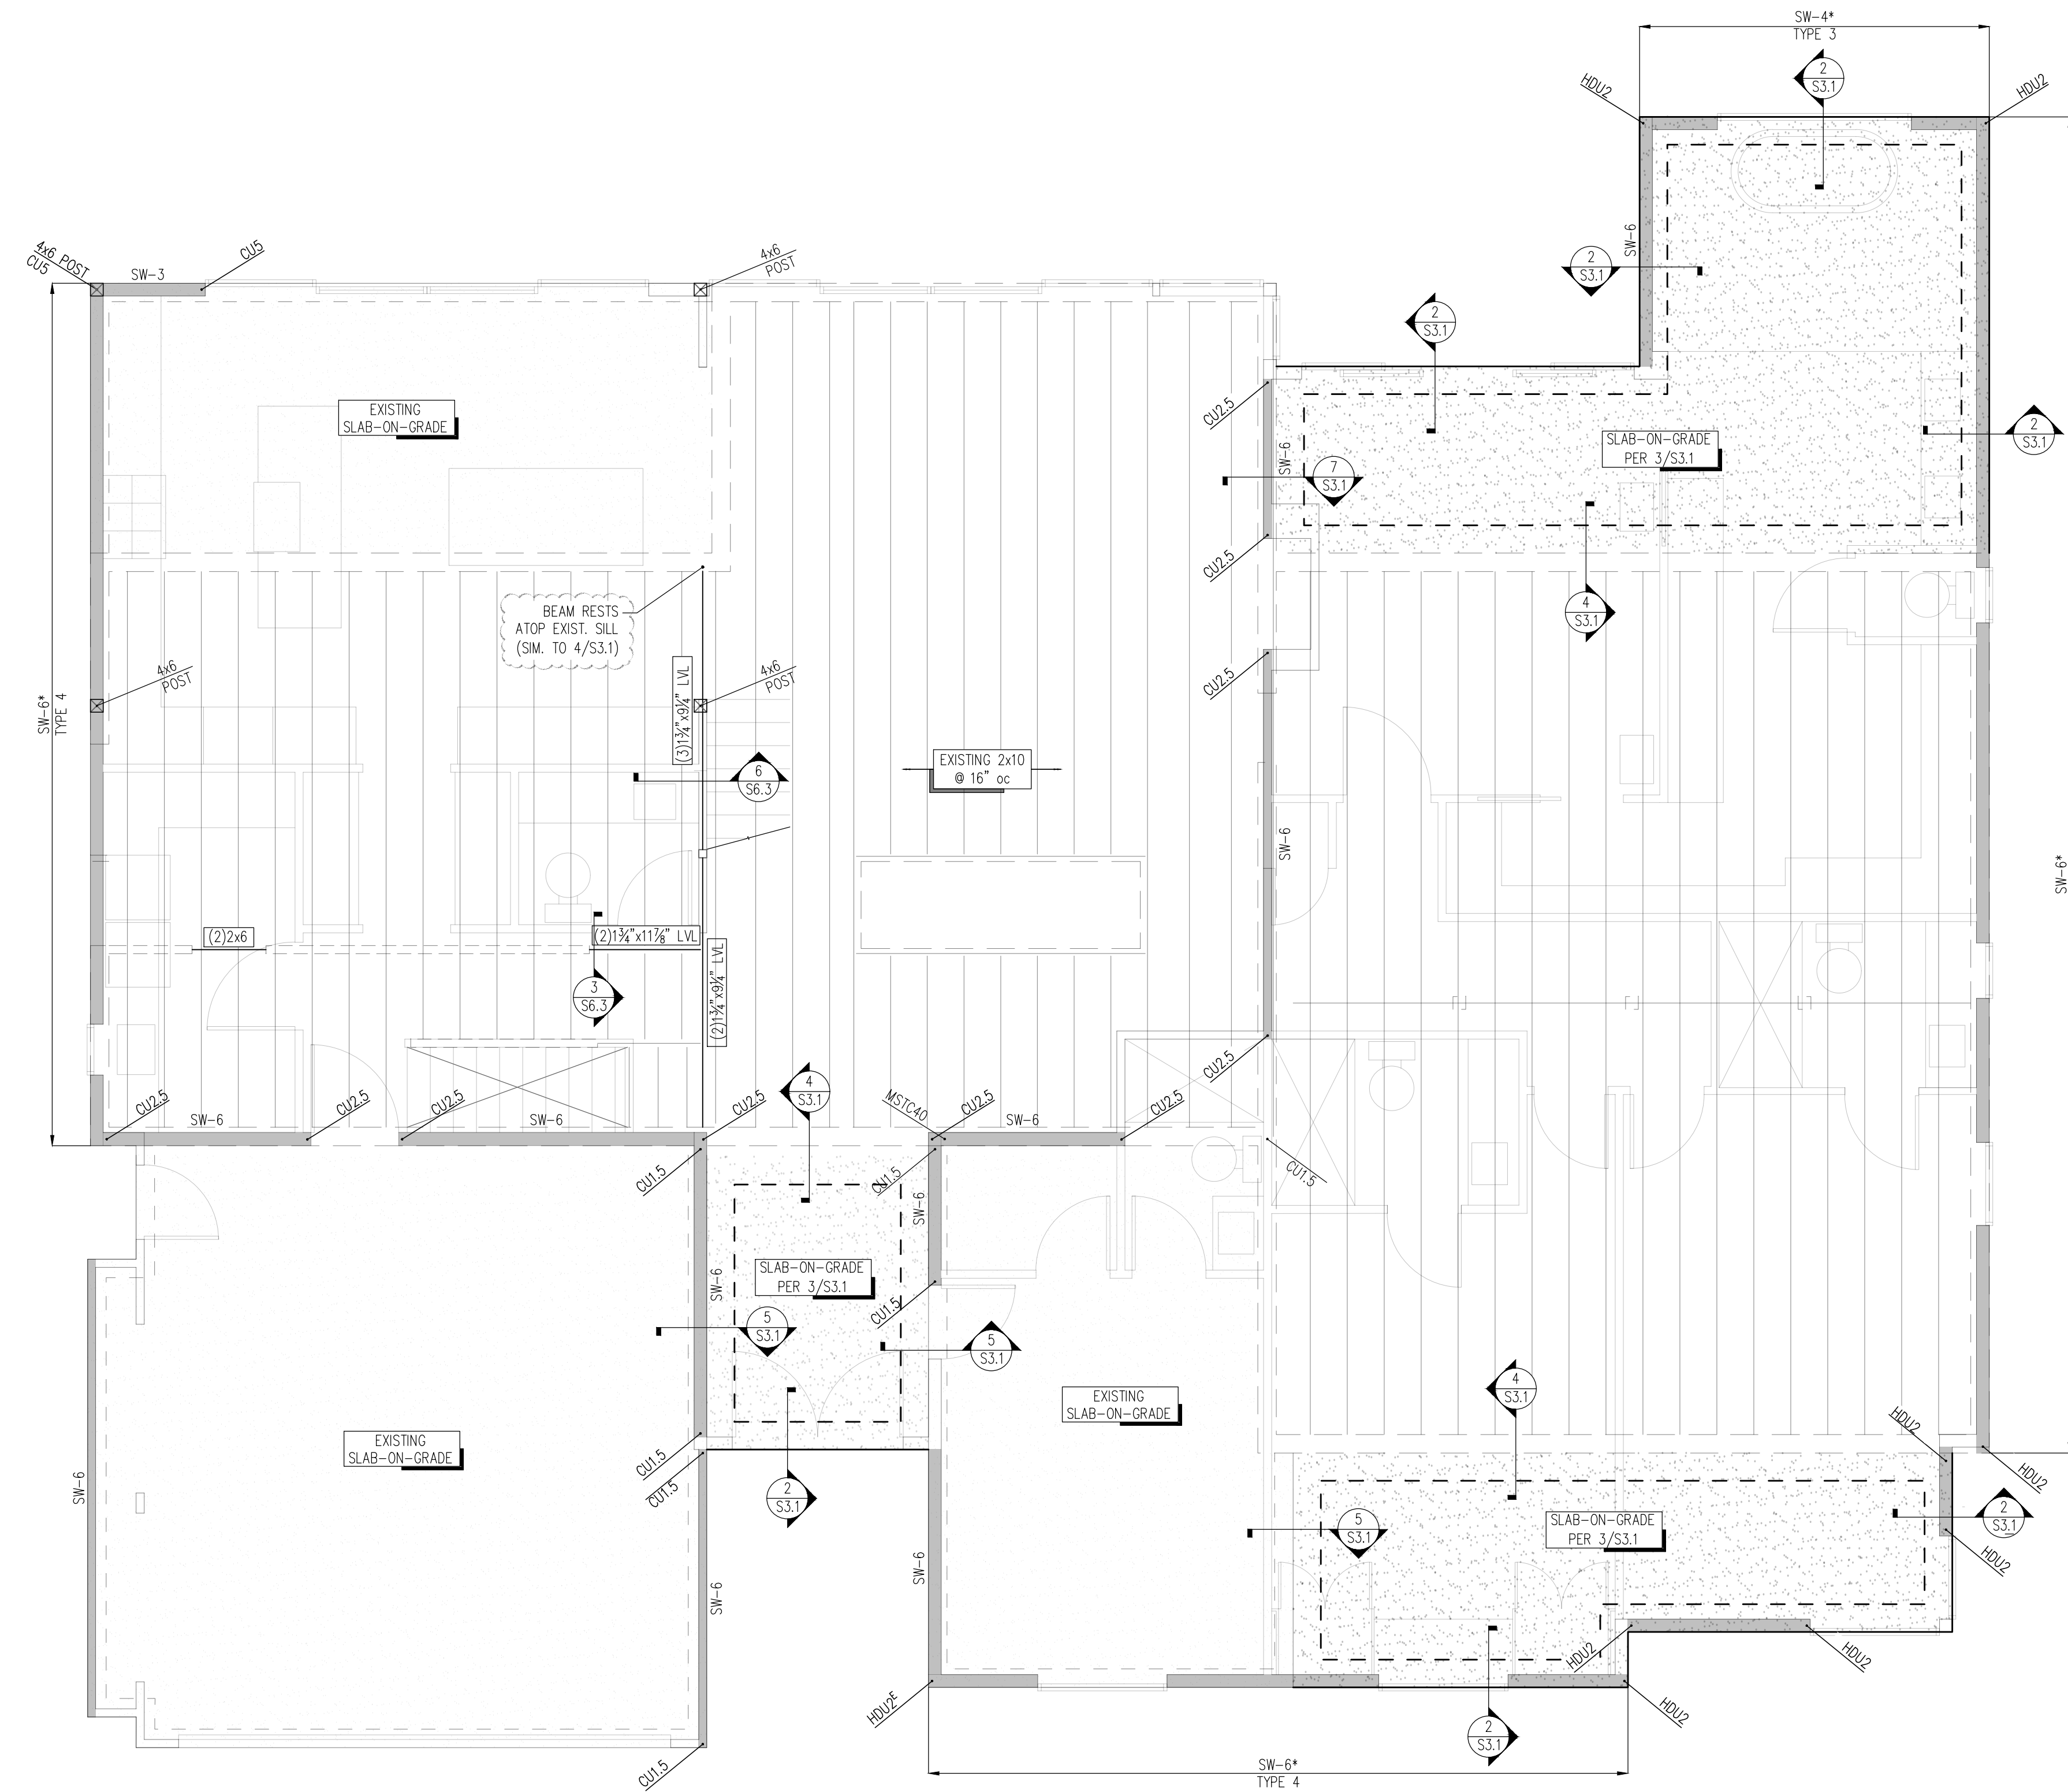 SW-4*
TYPE 3
2
S3.1
HDU2
HDU2
SW-6
2
S3.1
4x6 POST
CU5
SW-3
CU5
4x6
POST
2
S3.1
EXISTING
SLAB-ON-GRADE
CU2.5
SW-6
SLAB-ON-GRADE
PER 3/S3.1
2
S3.1
7
S3.1
CU2.5
BEAM RESTS
ATOP EXIST. SILL
(SIM. TO 4/S3.1)
4
S3.1
4x6
POST
(3)1¾"x9¼" LVL
4x6
POST
CU2.5
SW-6*
TYPE 4
6
S6.3
EXISTING 2x10
@ 16" oc
SW-6
SW-6*
(2)2x6
(2)1¾"x11⅞" LVL
(2)1¾"x9¼" LVL
3
S6.3
CU2.5
SW-6
CU2.5
CU2.5
SW-6
CU2.5
4
S3.1
MSTC40
CU2.5
SW-6
CU2.5
CU2.5
CU1.5
CU1.5
CU1.5
SW-6
SW-6
SLAB-ON-GRADE
PER 3/S3.1
CU1.5
5
S3.1
5
S3.1
EXISTING
SLAB-ON-GRADE
4
S3.1
EXISTING
SLAB-ON-GRADE
CU1.5
CU1.5
2
S3.1
HDU2
HDU2
SW-6
5
S3.1
SLAB-ON-GRADE
PER 3/S3.1
2
S3.1
HDU2
SW-6
SW-6
HDU2
HDU2
HDU2ᴱ
HDU2
2
S3.1
CU1.5
SW-6*
TYPE 4